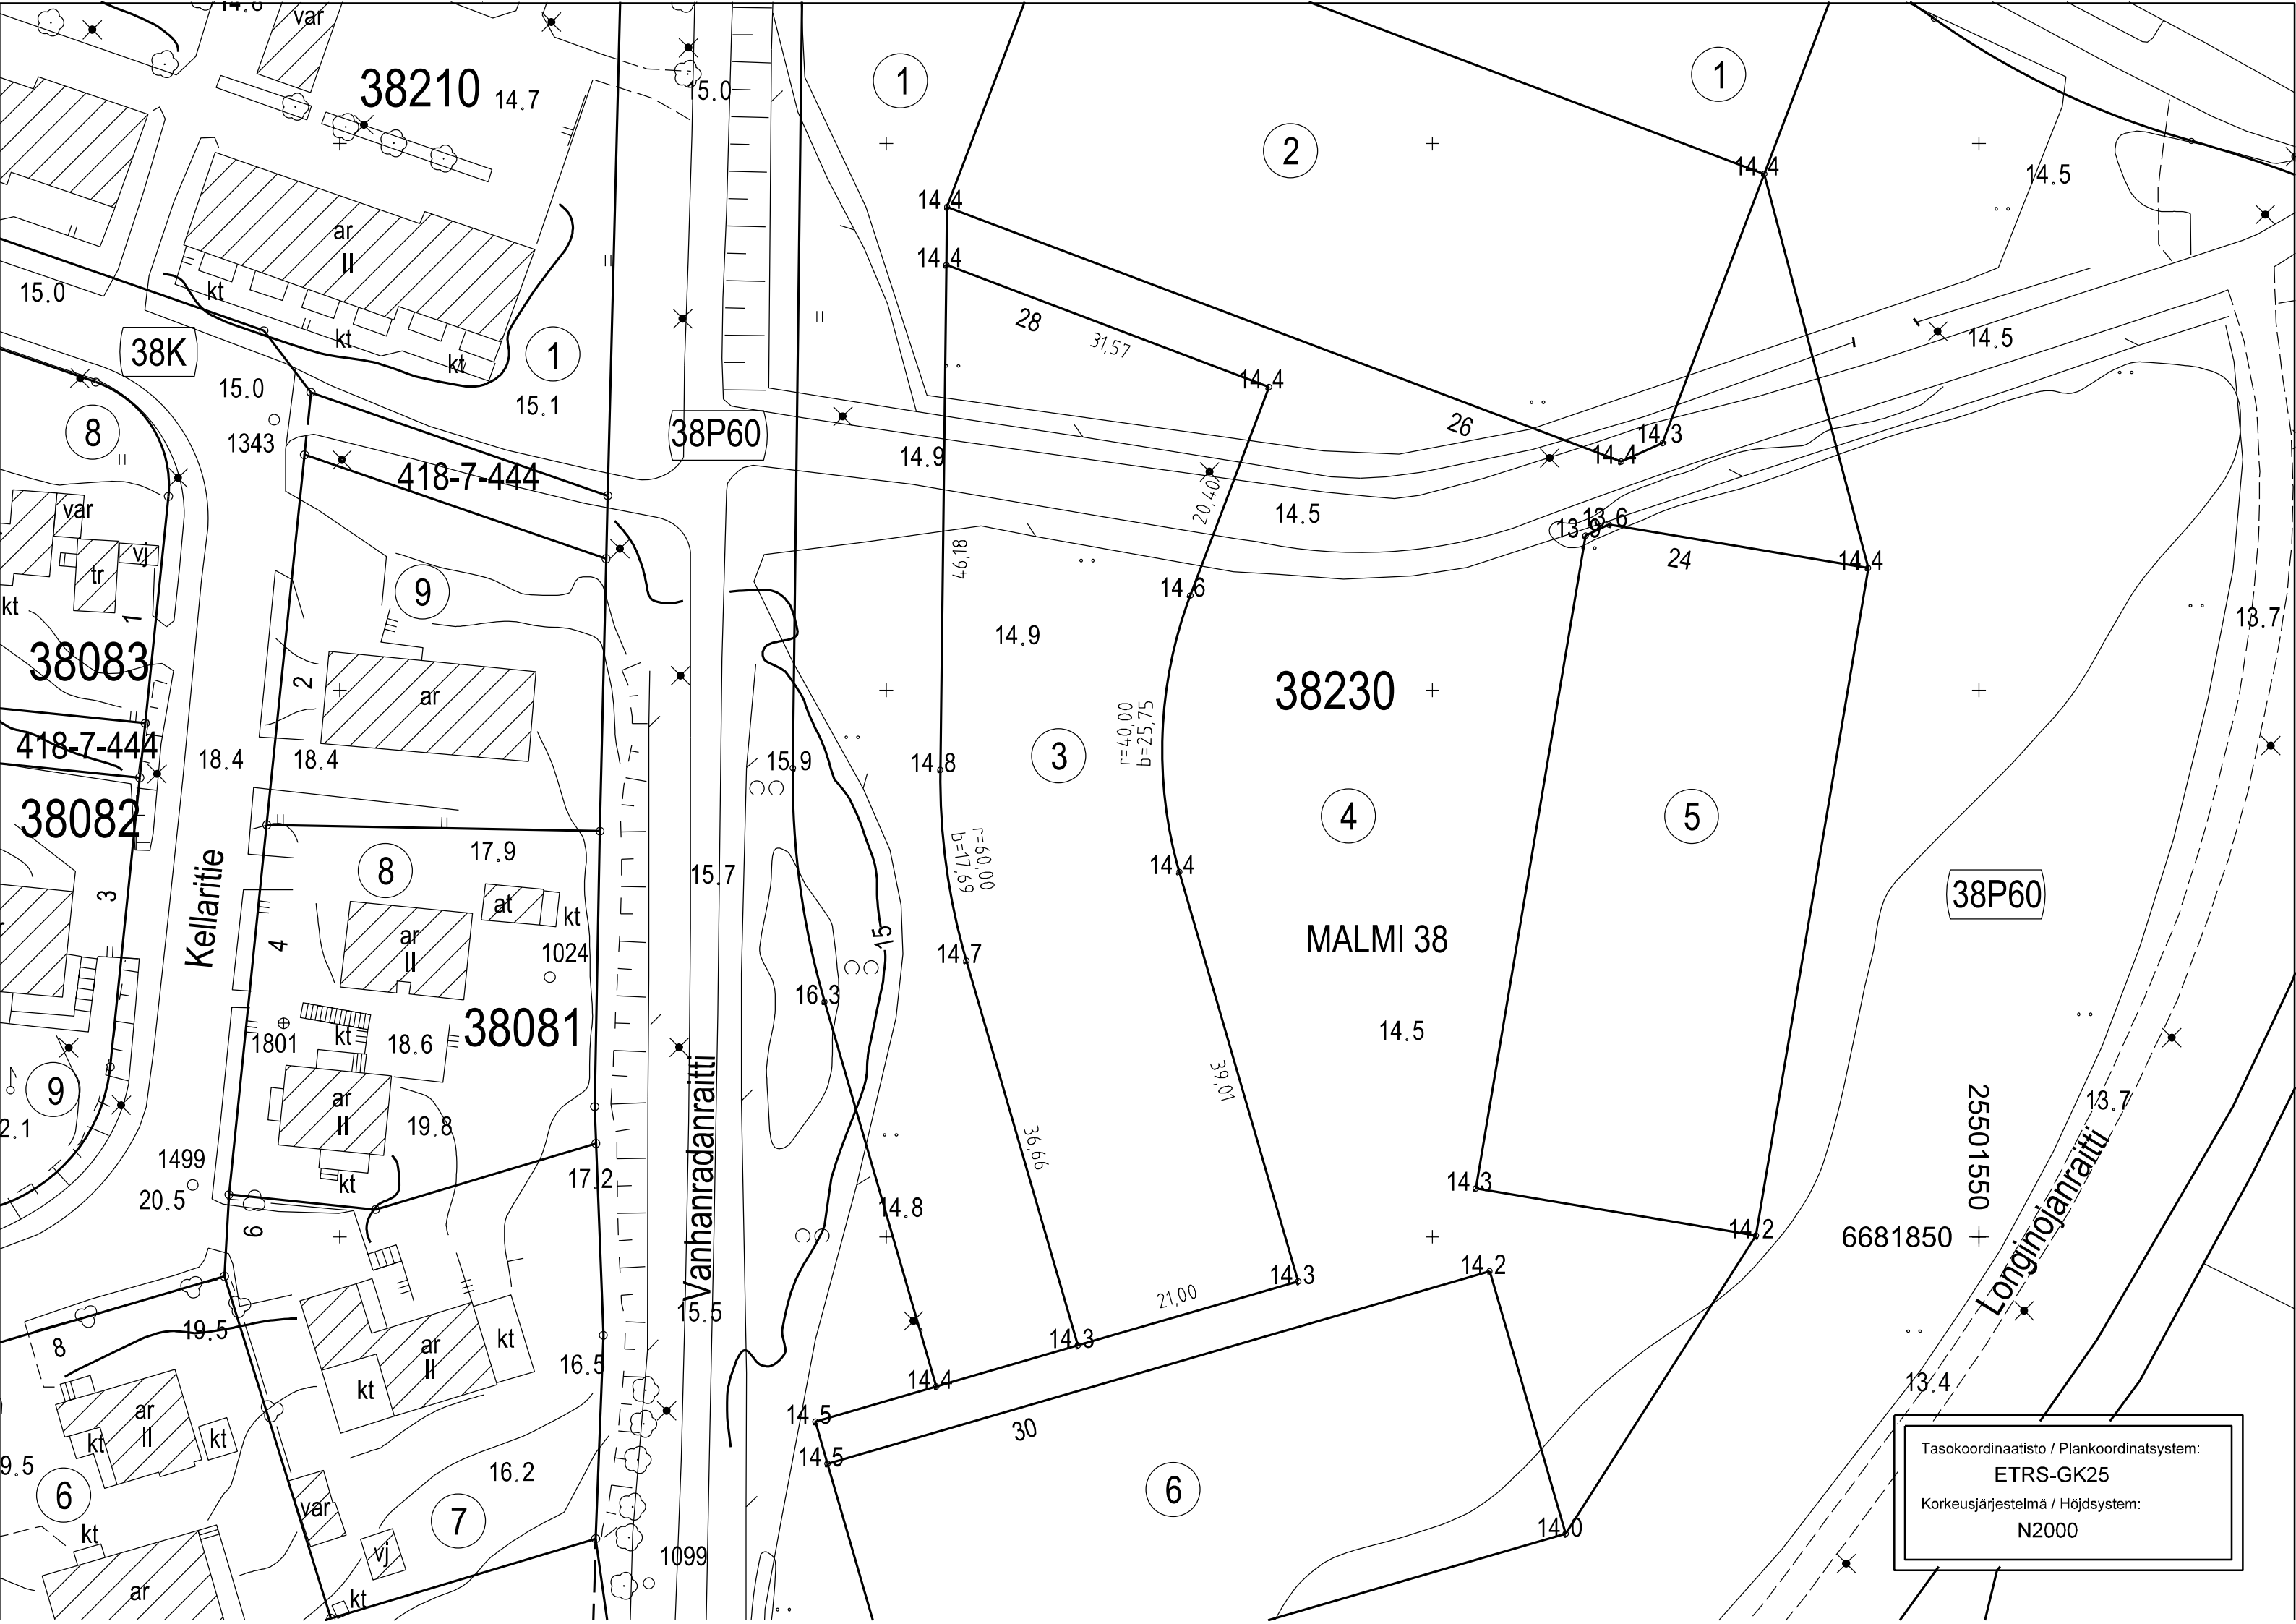 14.8
var
38210
14.7
15.0
1
2
1
14.4
14.5
14.4
14.4
ar
II
15.0
kt
kt
kt
38K
1
15.0
15.1
1343
8
28
31,57
14.4
14.5
38P60
14.9
26
14.3
14.4
418-7-444
20,40
14.5
13.9
13.6
24
14.4
var
vj
tr
kt
1
38083
9
2
ar
46,18
14.6
14.9
13.7
38230
r=40,00
b=25,75
418-7-444
18.4
18.4
15.9
14.8
3
4
5
38082
17.9
8
Kellaritie
3
4
at
kt
ar
II
1024
15.7
r=60,00
b=17,69
14.4
38P60
15
14.7
MALMI 38
16.3
38081
1801
kt
18.6
14.5
9
2.1
ar
II
19.8
39,01
36,66
Vanhanradanraitti
25501550
13.7
Longinojanraitti
1499
20.5
kt
17.2
14.8
14.3
14.2
6681850
6
14.2
14.3
21,00
19.5
15.5
8
ar
II
kt
kt
16.5
14.3
14.4
13.4
14.5
30
14.5
ar
II
kt
kt
9.5
6
kt
16.2
var
7
vj
6
14.0
1099
ar
kt
Tasokoordinaatisto / Plankoordinatsystem:
ETRS-GK25
Korkeusjärjestelmä / Höjdsystem:
N2000